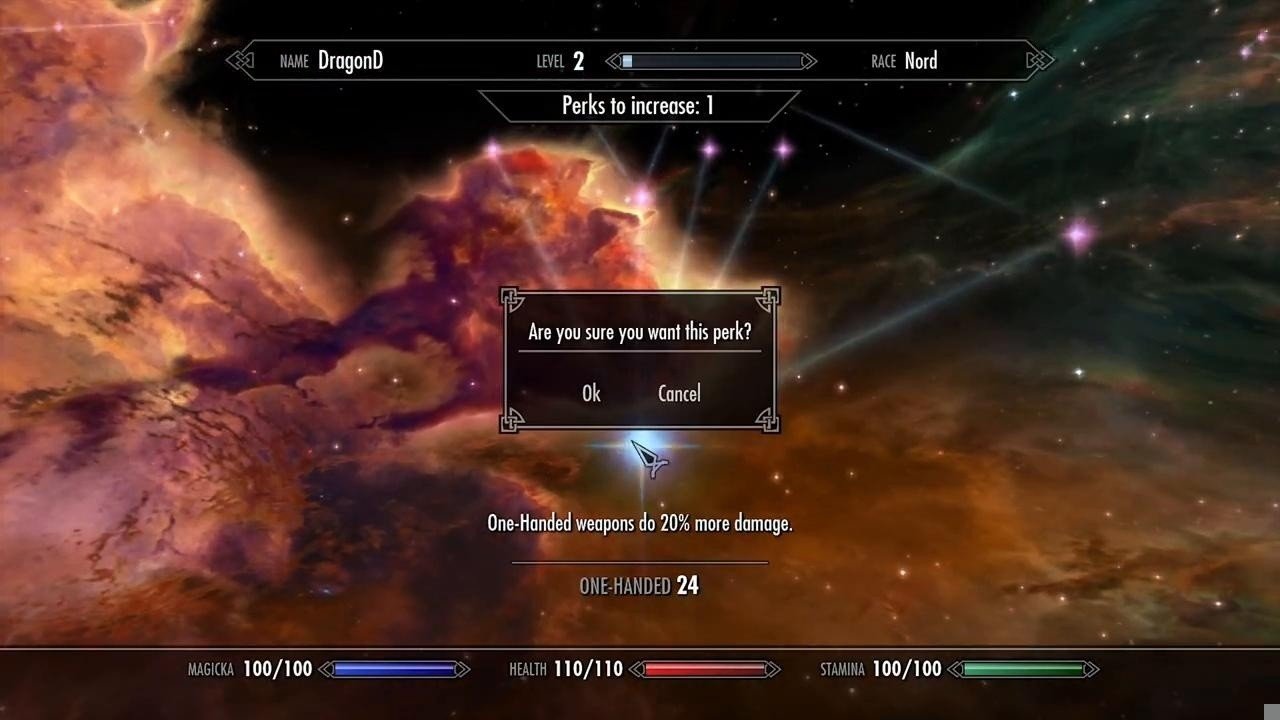 NAME DragonD LEVEL 2 RACE Nord
Perks to increase: 1
Are you sure you want this perk?
Ok Cancel
One-Handed weapons do 20% more damage.
ONE-HANDED 24
MAGICKA 100/100 HEALTH 110/110 STAMINA 100/100